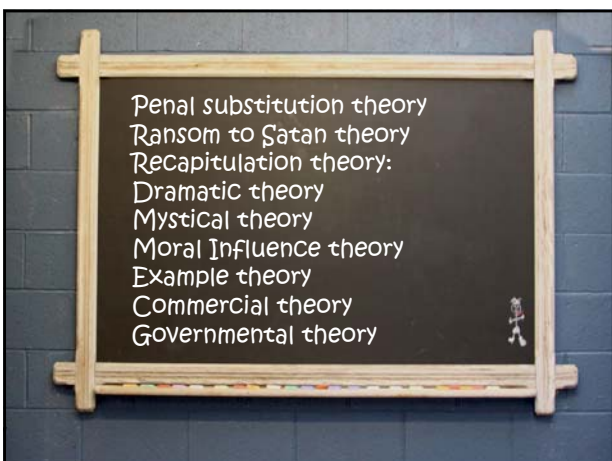 Penal substitution theory
Ransom to Satan theory
Recapitulation theory:
Dramatic theory
Mystical theory
Moral Influence theory
Example theory
Commercial theory
Governmental theory